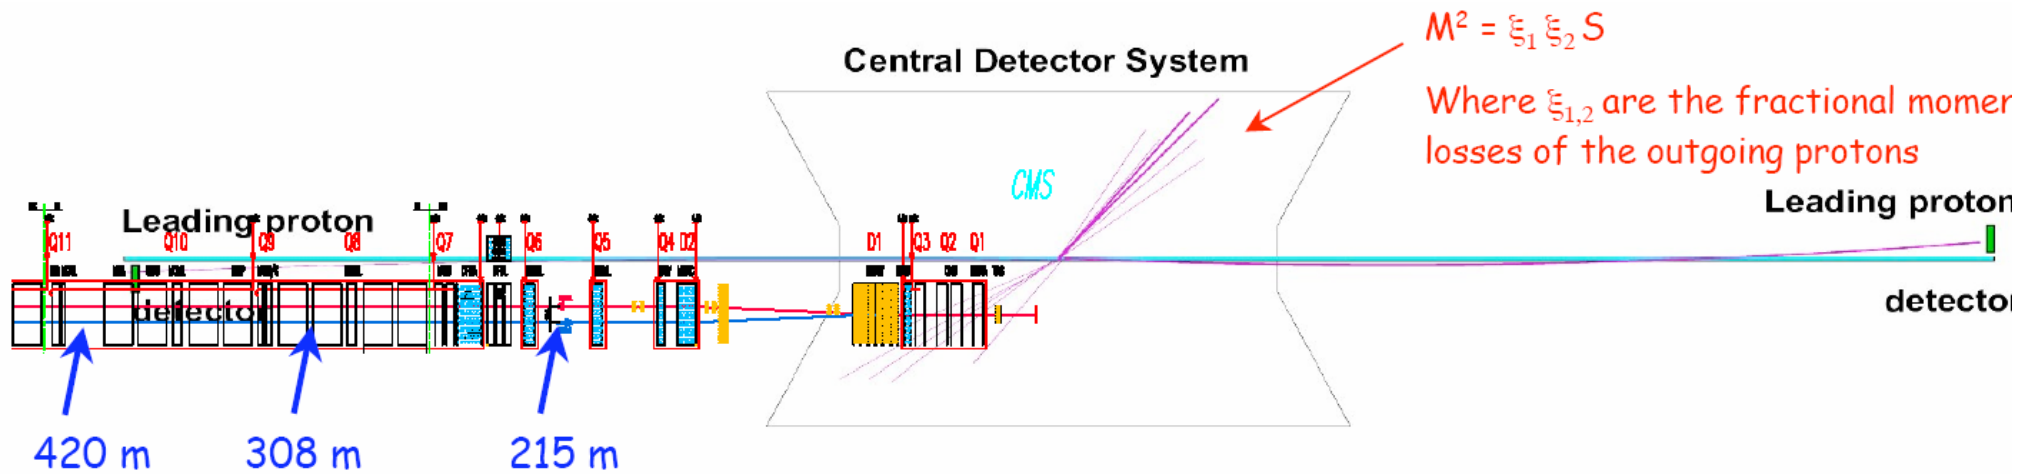 M² = ξ₁ ξ₂ S
Central Detector System
Where ξ₁,₂ are the fractional momen
losses of the outgoing protons
CMS
Leading proton
Leading proton
Q11 Q10 Q9 Q8 Q7 Q6 Q5 Q4 D2 D1 Q3 Q2 Q1
detector
detector
420 m 308 m 215 m